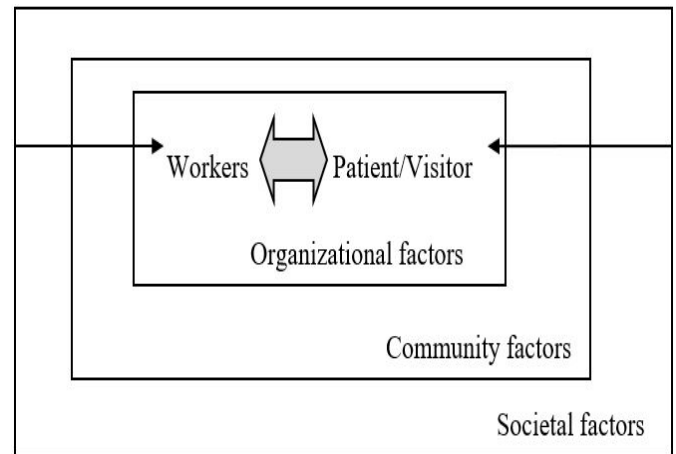 Workers Patient/Visitor
Organizational factors
Community factors
Societal factors